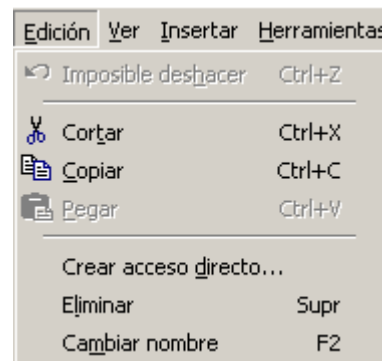 Edición Ver Insertar Herramientas
Imposible deshacer Ctrl+Z
Cortar Ctrl+X
Copiar Ctrl+C
Pegar Ctrl+V
Crear acceso directo...
Eliminar Supr
Cambiar nombre F2